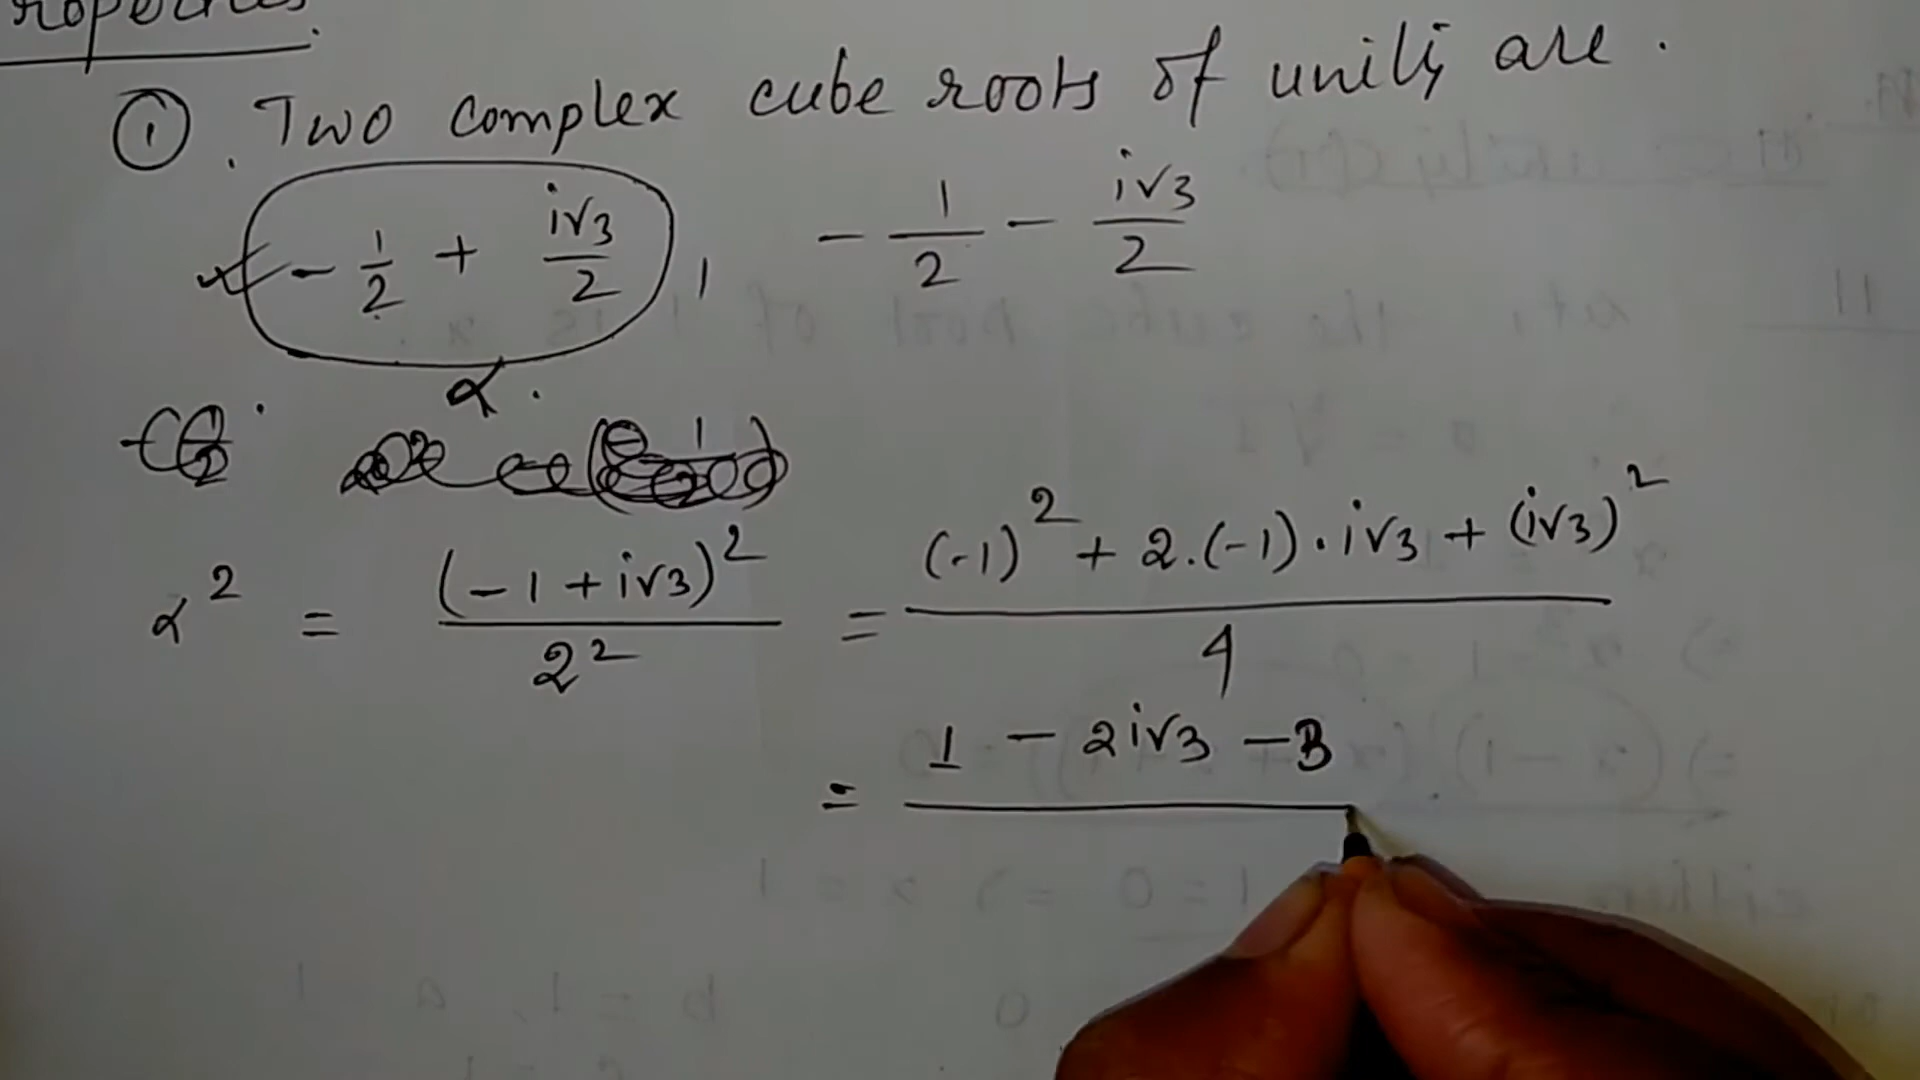 ① . Two complex cube roots of unity are .
- 1/2 + i√3/2 , - 1/2 - i√3/2
α .
α² = (-1 + i√3)² / 2² = ((-1)² + 2.(-1)·i√3 + (i√3)²) / 4
= 1 - 2i√3 - 3